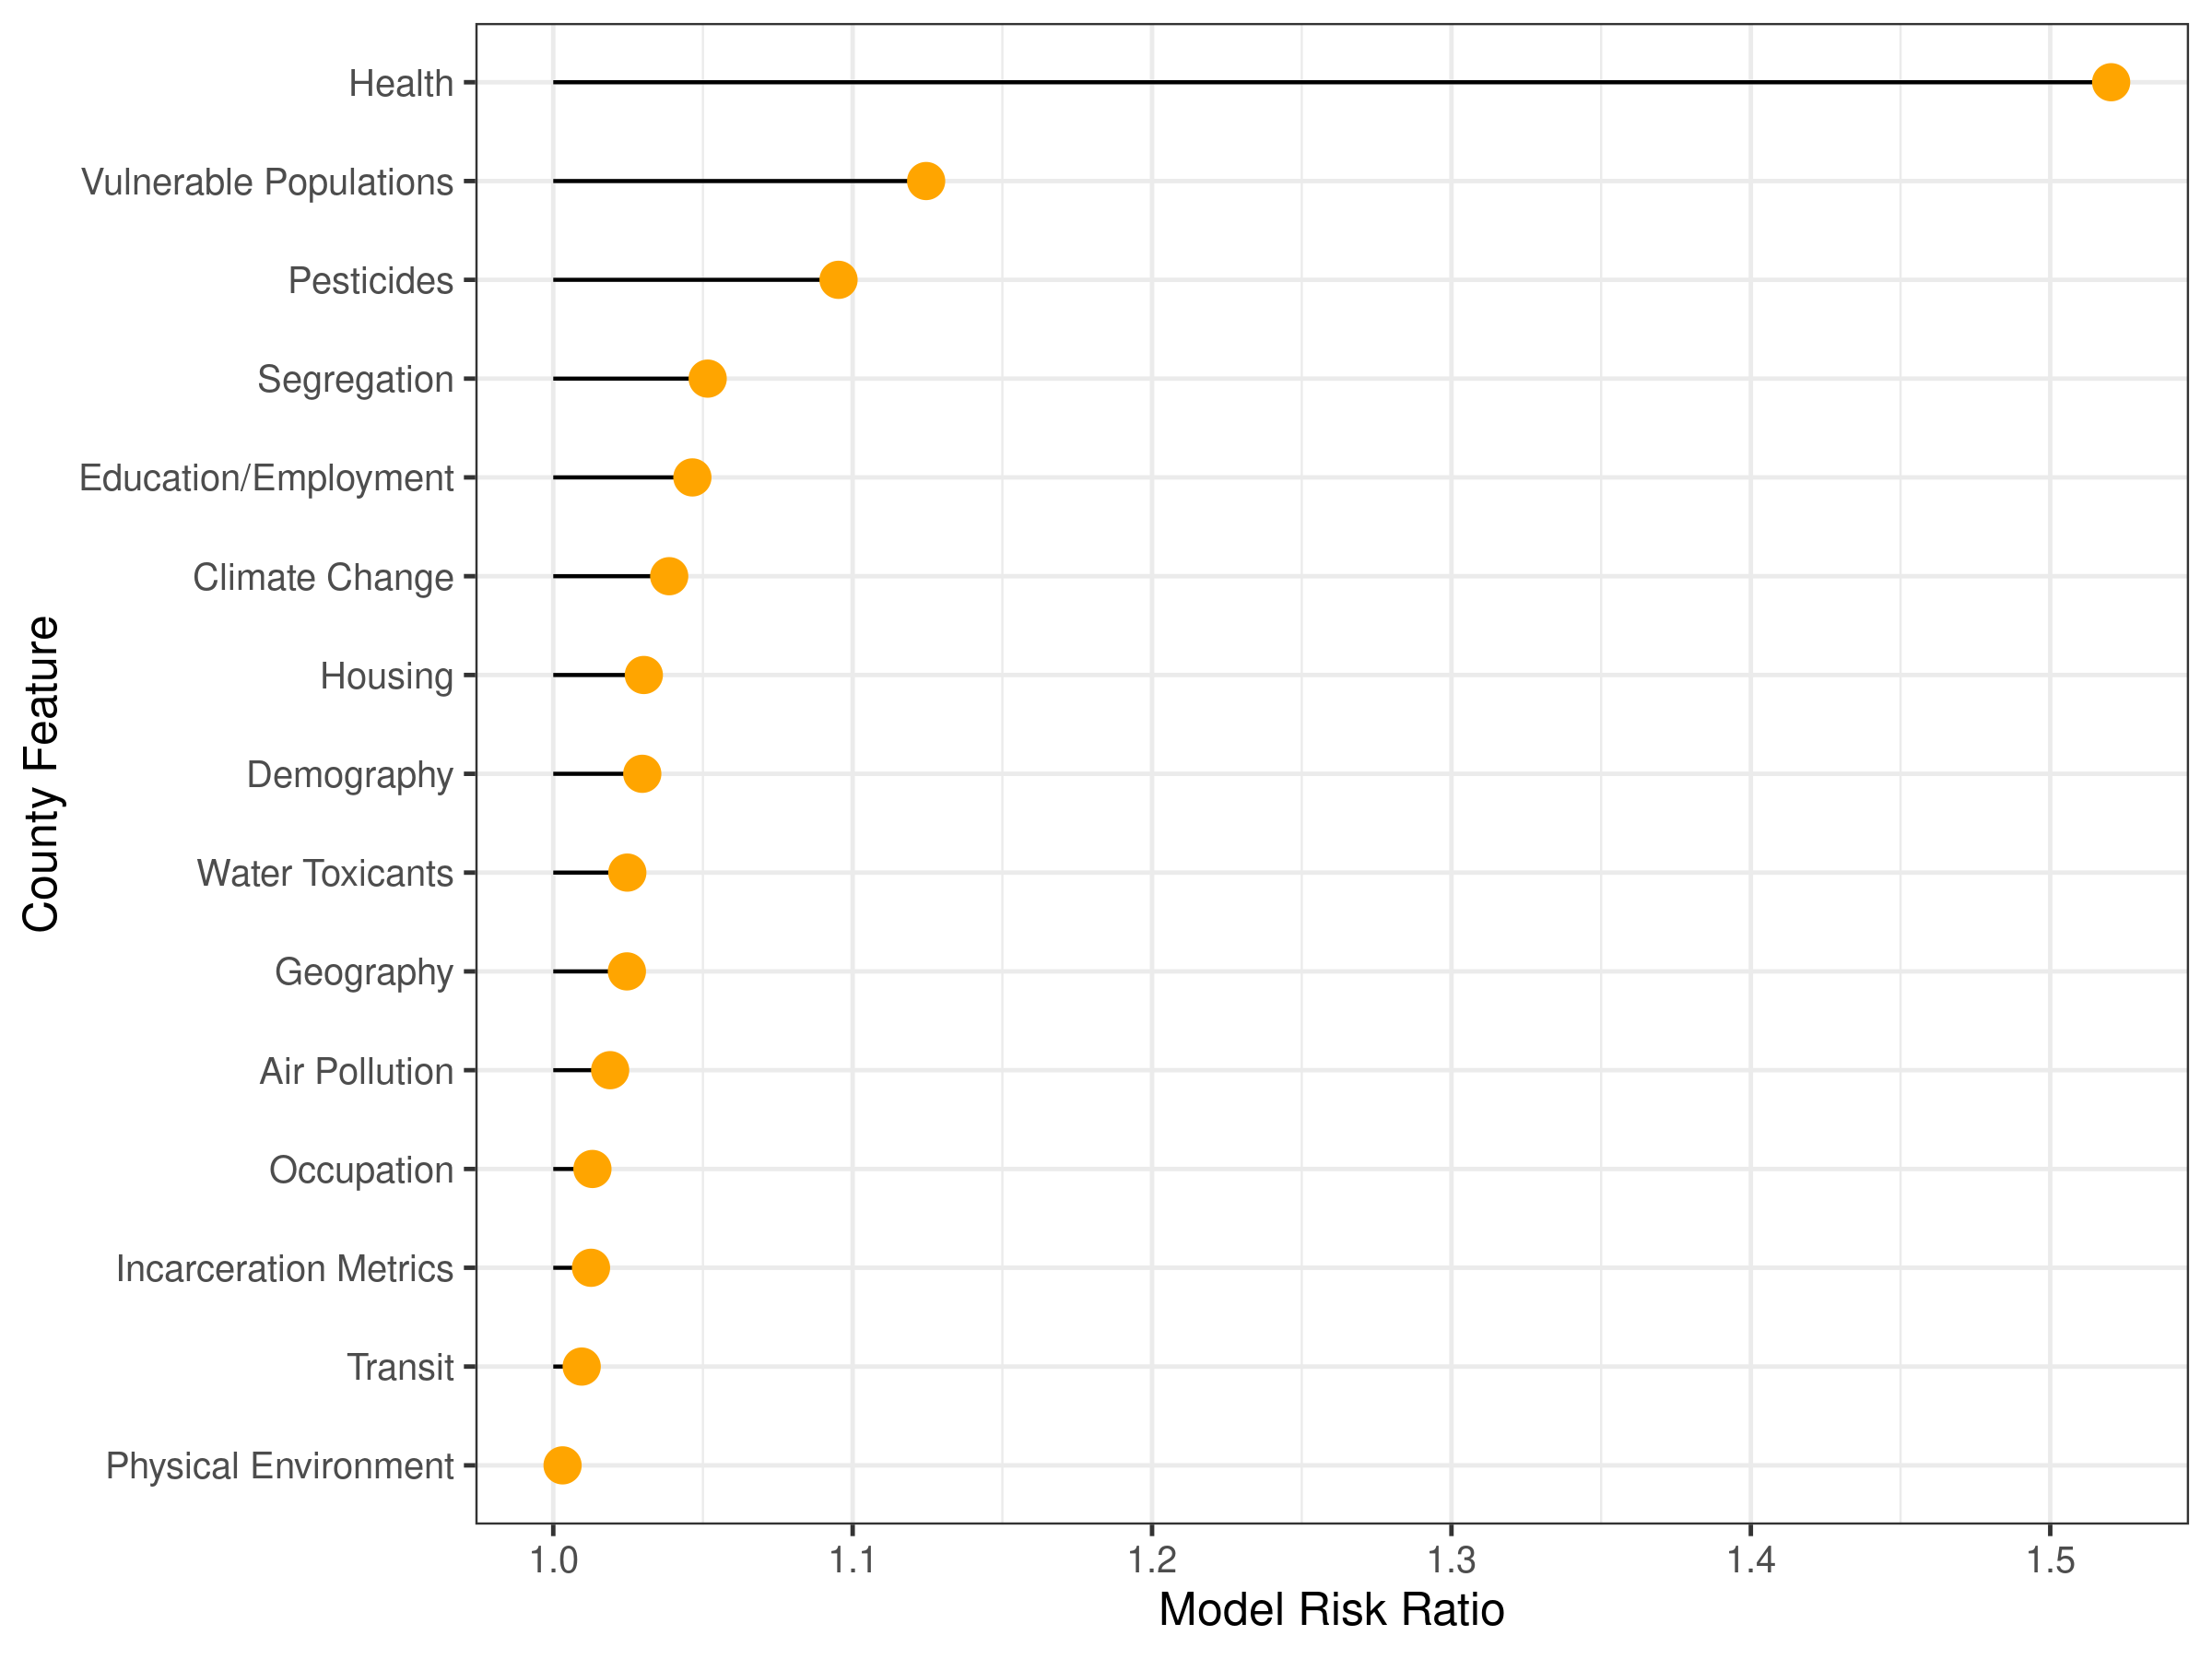 Health
Vulnerable Populations
Pesticides
Segregation
Education/Employment
Climate Change
Housing
Demography
Water Toxicants
Geography
Air Pollution
Occupation
Incarceration Metrics
Transit
Physical Environment
County Feature
1.0 1.1 1.2 1.3 1.4 1.5
Model Risk Ratio